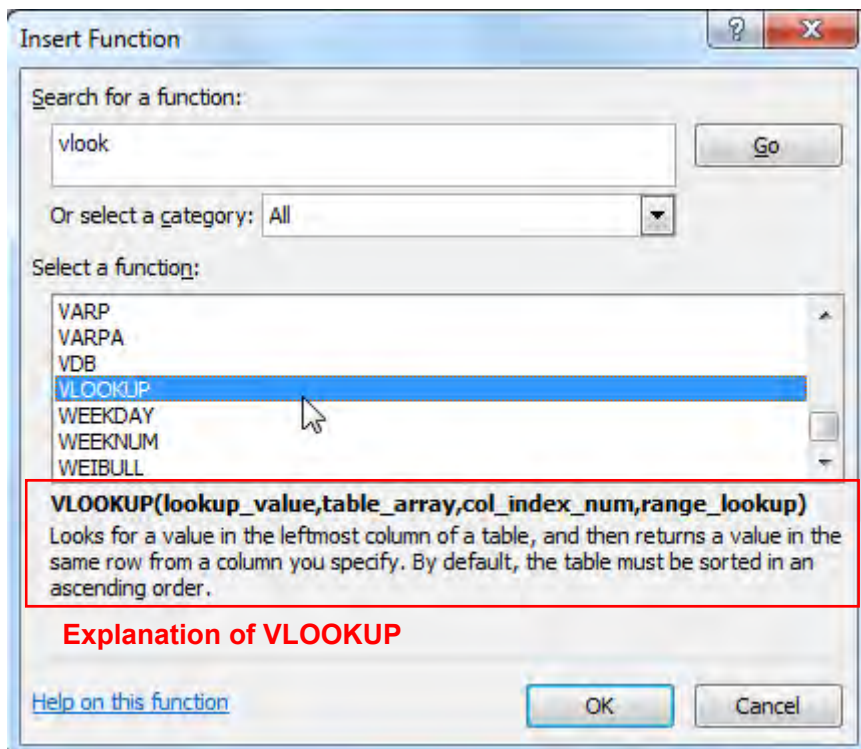 Insert Function
?
X
Search for a function:
vlook
Go
Or select a category: All
Select a function:
VARP
VARPA
VDB
VLOOKUP
WEEKDAY
WEEKNUM
WEIBULL
VLOOKUP(lookup_value,table_array,col_index_num,range_lookup)
Looks for a value in the leftmost column of a table, and then returns a value in the
same row from a column you specify. By default, the table must be sorted in an
ascending order.
Explanation of VLOOKUP
Help on this function
OK
Cancel